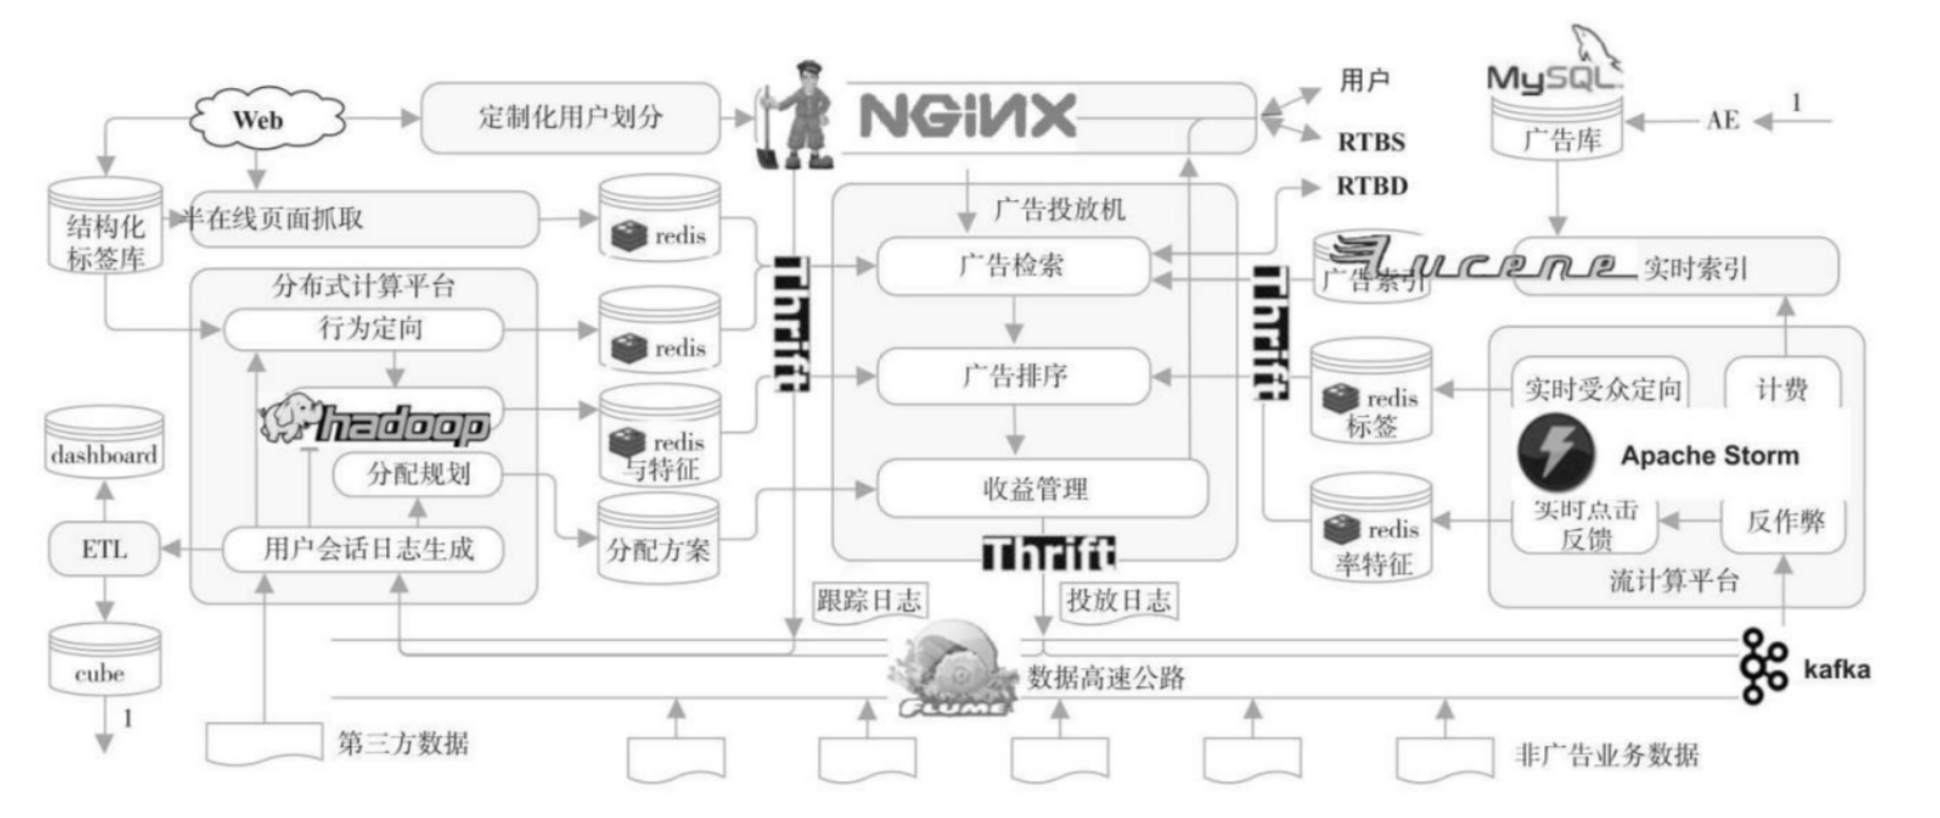 Web
定制化用户划分
NGiNX
用户
RTBS
RTBD
MySQL
广告库
AE
1
结构化
标签库
半在线页面抓取
redis
广告投放机
广告检索
广告索引
Lucene
实时索引
分布式计算平台
行为定向
redis
Thrift
Thrift
广告排序
redis
标签
实时受众定向
计费
hadoop
redis
与特征
Apache Storm
dashboard
分配规划
收益管理
redis
率特征
实时点击
反馈
反作弊
ETL
用户会话日志生成
分配方案
Thrift
流计算平台
跟踪日志
投放日志
cube
FLUME
数据高速公路
kafka
1
第三方数据
非广告业务数据